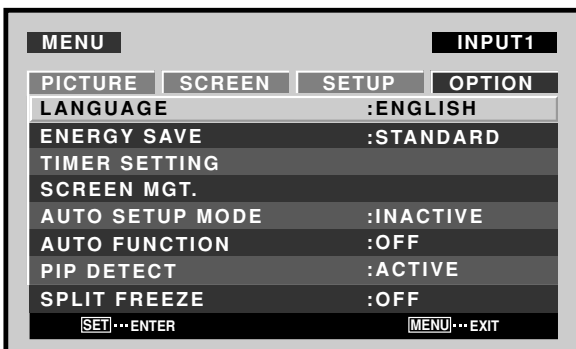 MENU INPUT1
PICTURE SCREEN SETUP OPTION
LANGUAGE :ENGLISH
ENERGY SAVE :STANDARD
TIMER SETTING
SCREEN MGT.
AUTO SETUP MODE :INACTIVE
AUTO FUNCTION :OFF
PIP DETECT :ACTIVE
SPLIT FREEZE :OFF
SET···ENTER MENU···EXIT